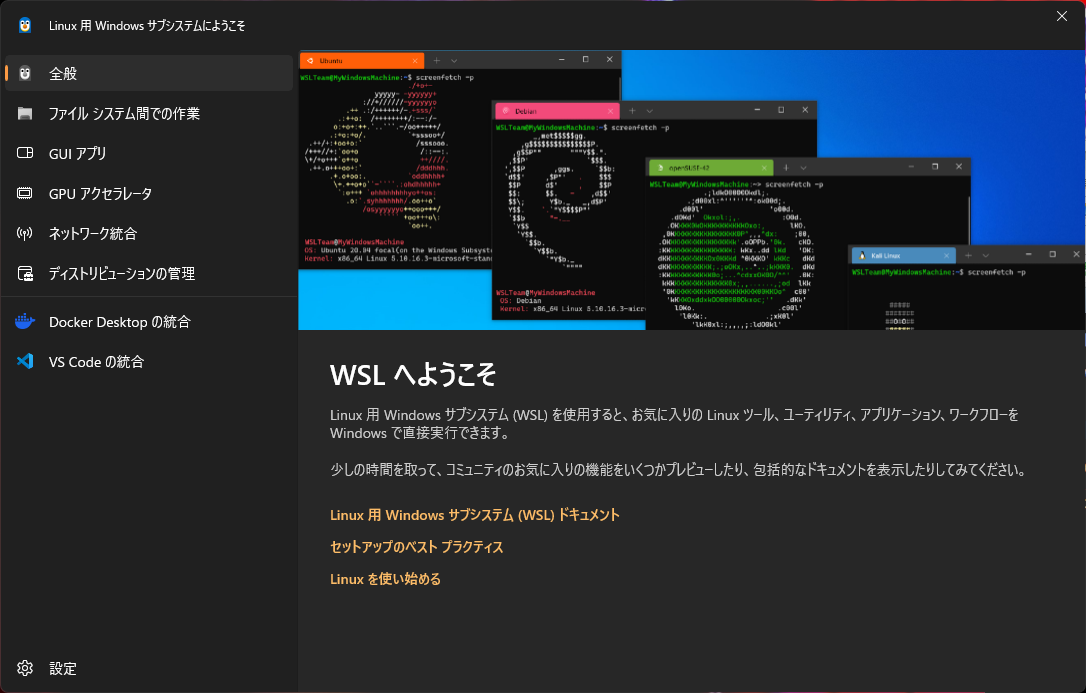 Linux 用 Windows サブシステムにようこそ
全般
ファイル システム間での作業
GUI アプリ
GPU アクセラレータ
ネットワーク統合
ディストリビューションの管理
Docker Desktop の統合
VS Code の統合
設定
Ubuntu
WSLTeam@MyWindowsMachine:~$ screenfetch -p
WSLTeam@MyWindowsMachine
OS: Ubuntu 20.04 focal(on the Windows Subsyst
Kernel: x86_64 Linux 5.10.16.3-microsoft-stan
Debian
WSLTeam@MyWindowsMachine:~$ screenfetch -p
WSLTeam@MyWindowsMachine
OS: Debian
Kernel: x86_64 Linux 5.10.16.3-micr
openSUSE-42
WSLTeam@MyWindowsMachine:~> screenfetch -p
Kali Linux
WSLTeam@MyWindowsMachine:~$ screenfetch -p
WSL へようこそ
Linux 用 Windows サブシステム (WSL) を使用すると、お気に入りの Linux ツール、ユーティリティ、アプリケーション、ワークフローを
Windows で直接実行できます。
少しの時間を取って、コミュニティのお気に入りの機能をいくつかプレビューしたり、包括的なドキュメントを表示したりしてみてください。
Linux 用 Windows サブシステム (WSL) ドキュメント
セットアップのベスト プラクティス
Linux を使い始める